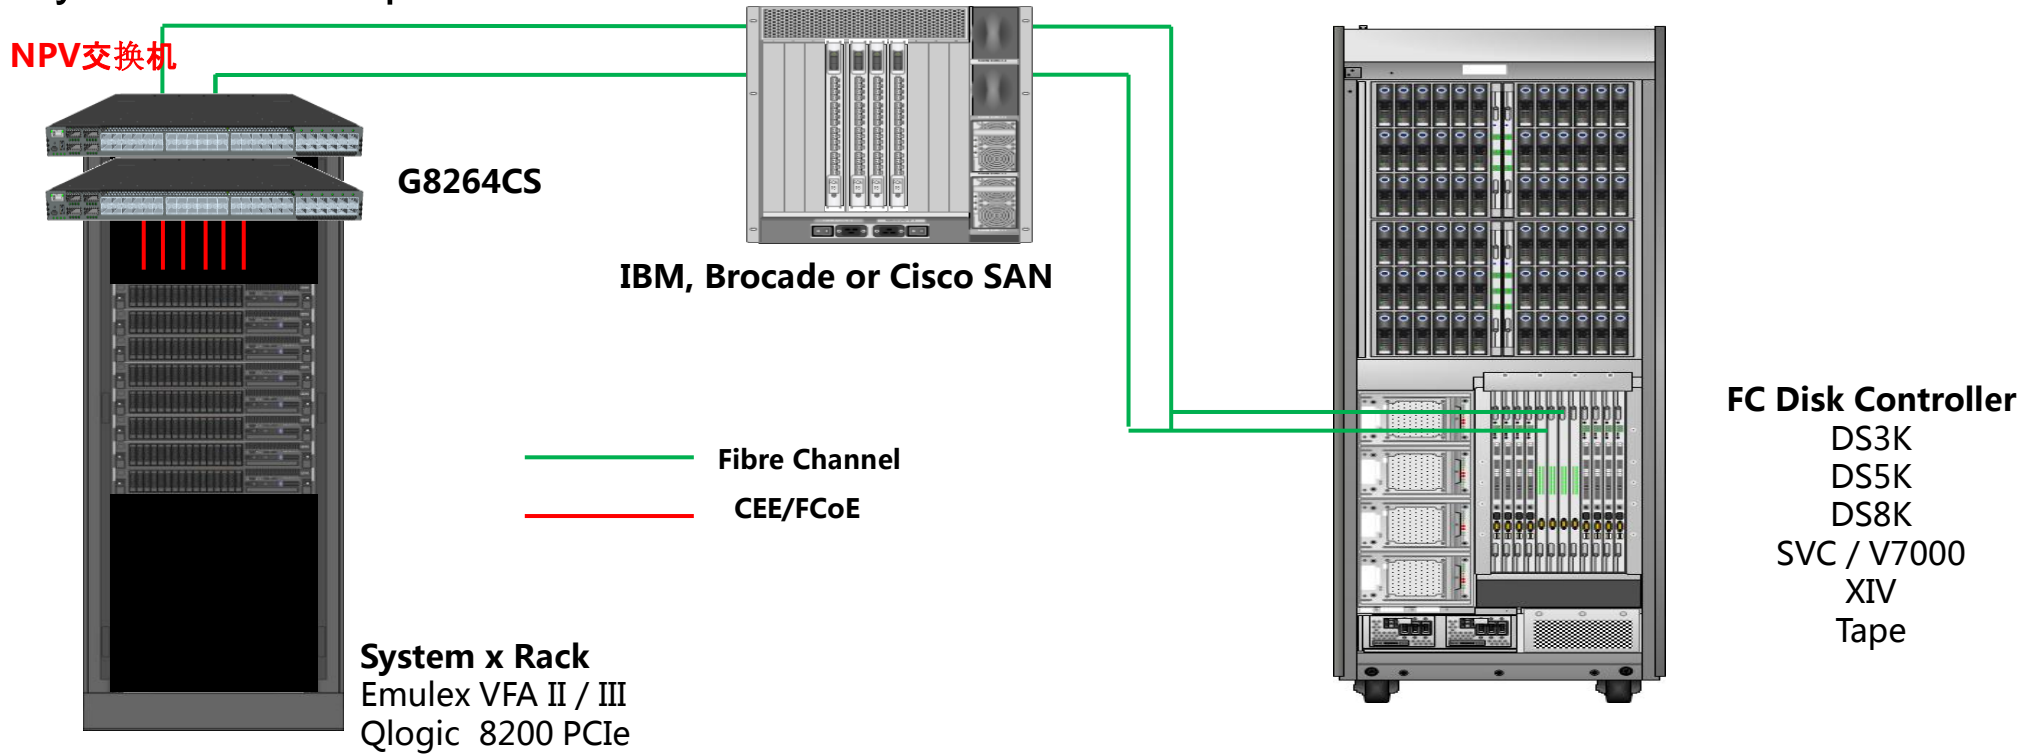 NPV交换机
G8264CS
IBM, Brocade or Cisco SAN
Fibre Channel
CEE/FCoE
FC Disk Controller
DS3K
DS5K
DS8K
SVC / V7000
XIV
Tape
System x Rack
Emulex VFA II / III
Qlogic 8200 PCIe